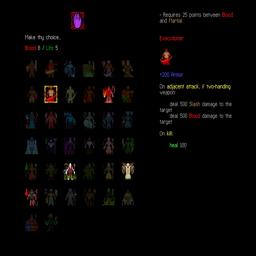 Make thy choice,
Blood 8 / Life 5
- Requires 25 points between Blood
and Martial
Executioner
+200 Armor
On adjacent attack, if two-handing
weapon:
deal 500 Slash damage to the
target
deal 500 Blood damage to the
target
On kill:
heal 100